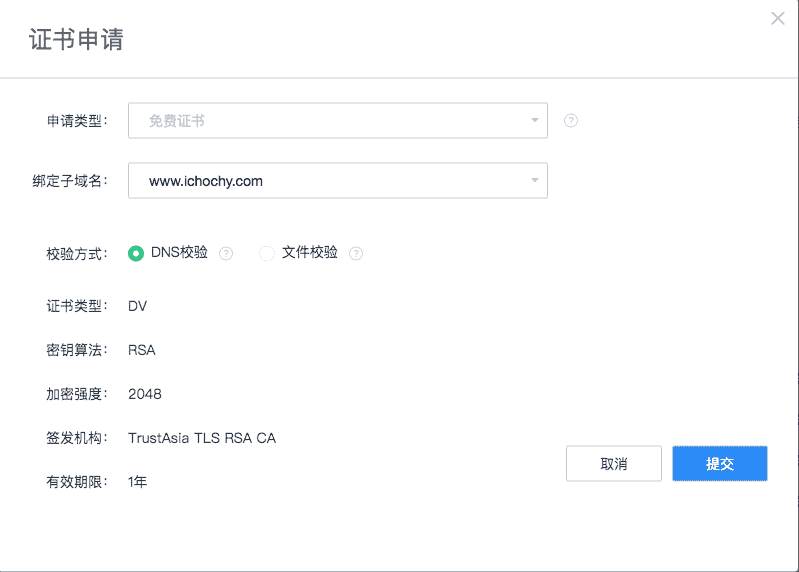 证书申请
申请类型： 免费证书 ?
绑定子域名： www.ichochy.com
校验方式： DNS校验 ? 文件校验 ?
证书类型： DV
密钥算法： RSA
加密强度： 2048
签发机构： TrustAsia TLS RSA CA
有效期限： 1年
取消 提交